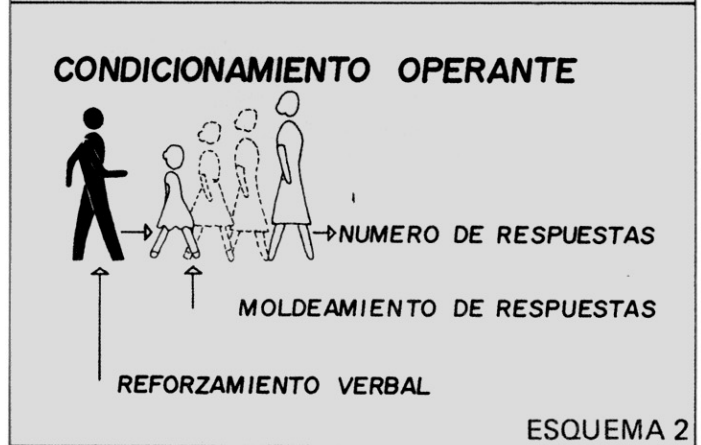 CONDICIONAMIENTO OPERANTE
NUMERO DE RESPUESTAS
MOLDEAMIENTO DE RESPUESTAS
REFORZAMIENTO VERBAL
ESQUEMA 2